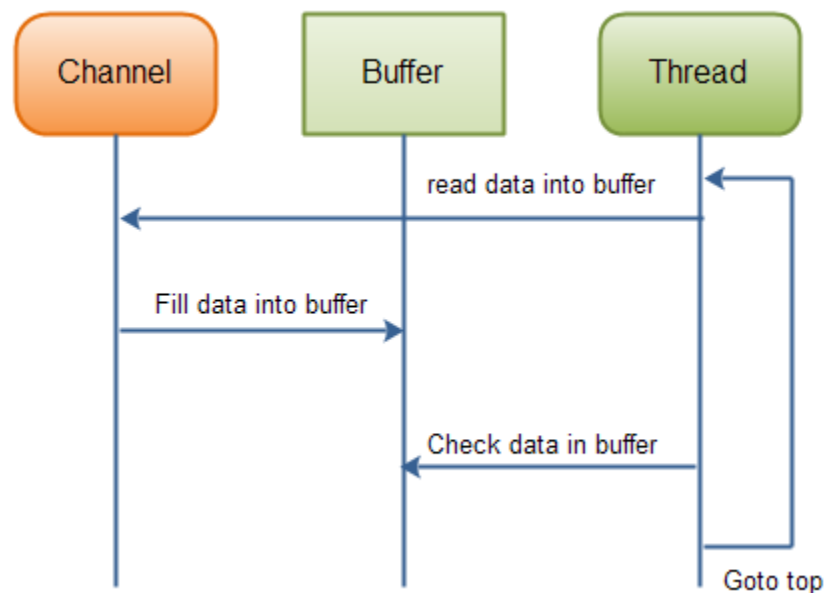 Channel
Buffer
Thread
read data into buffer
Fill data into buffer
Check data in buffer
Goto top